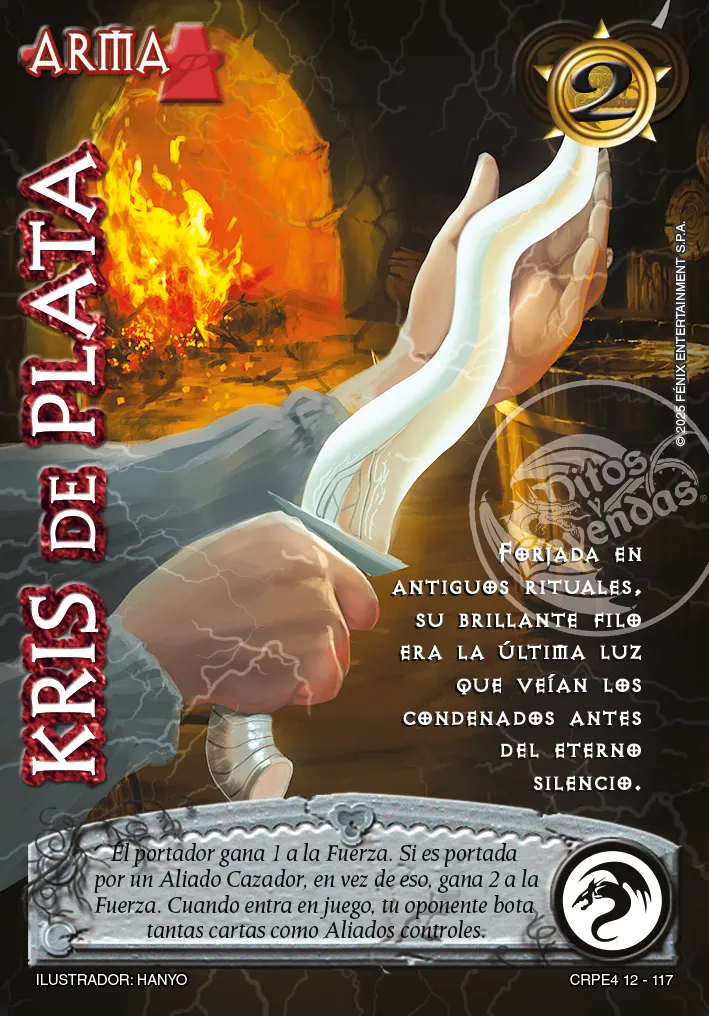 ARMA
2
KRIS DE PLATA
© 2025 FÉNIX ENTERTAINMENT S.P.A.
Mitos
y
Leyendas®
Forjada en
antiguos rituales,
su brillante filo
era la última luz
que veían los
condenados antes
del eterno
silencio.
El portador gana 1 a la Fuerza. Si es portada
por un Aliado Cazador, en vez de eso, gana 2 a la
Fuerza. Cuando entra en juego, tu oponente bota
tantas cartas como Aliados controles.
ILUSTRADOR: HANYO
CRPE4 12 - 117